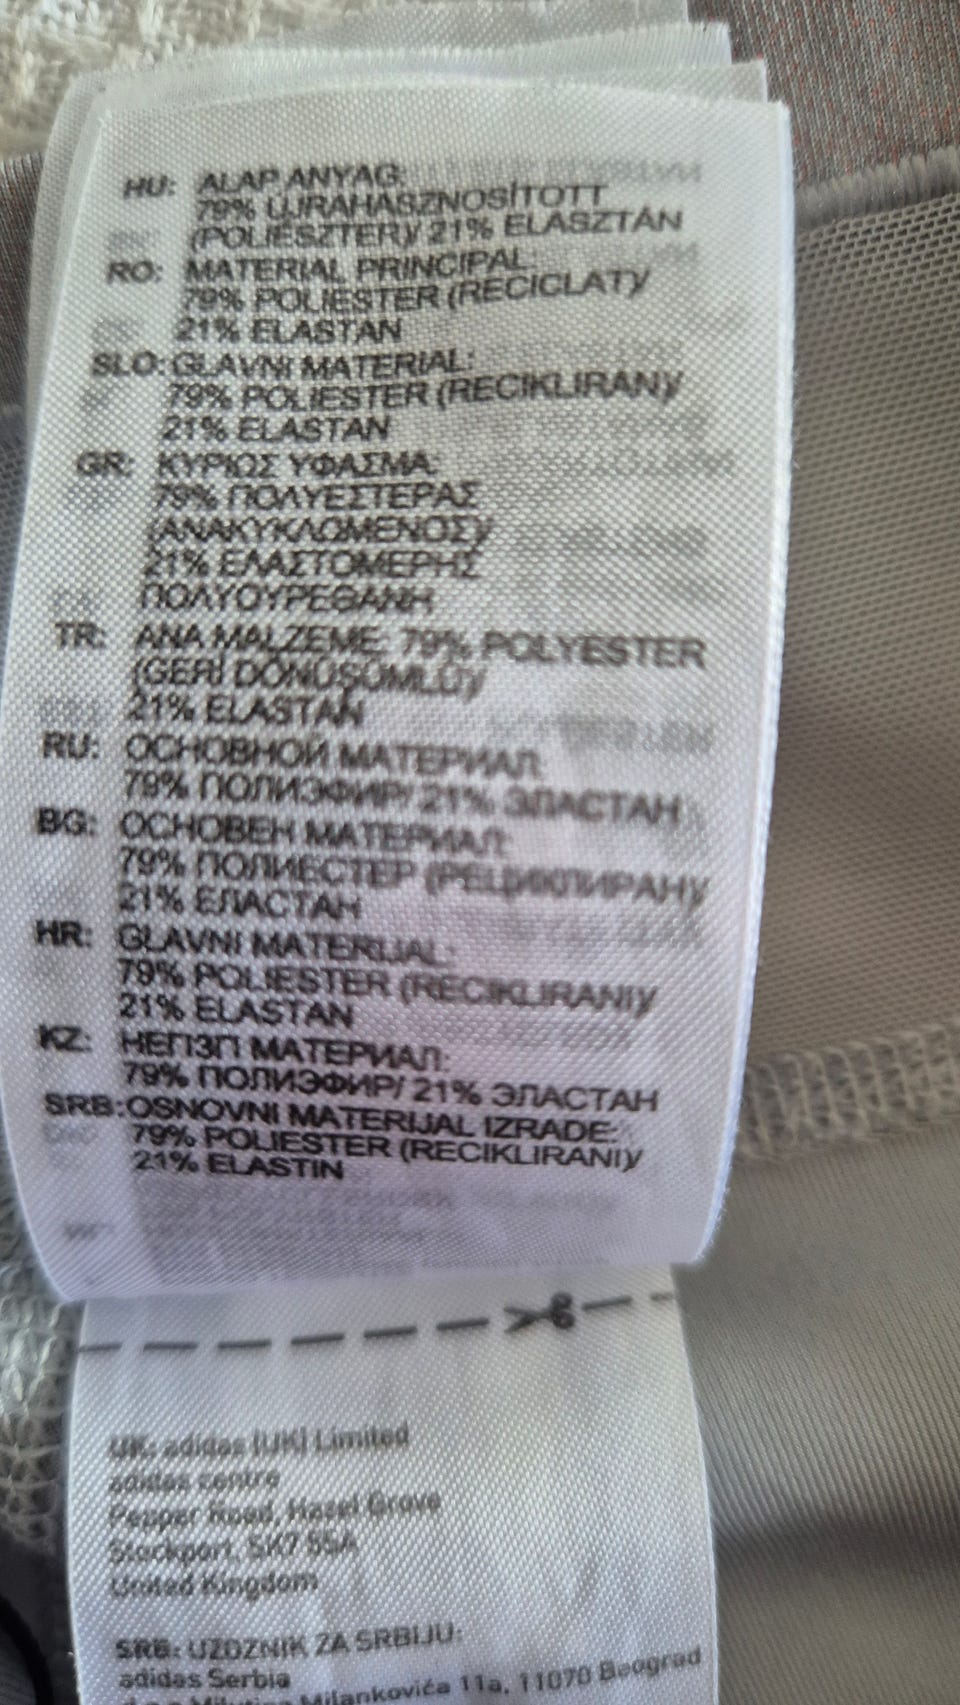 HU: ALAP ANYAG:
79% ÚJRAHASZNOSÍTOTT
(POLIÉSZTER)/ 21% ELASZTÁN
RO: MATERIAL PRINCIPAL:
79% POLIESTER (RECICLAT)/
21% ELASTAN
SLO: GLAVNI MATERIAL:
79% POLIESTER (RECIKLIRAN)/
21% ELASTAN
GR: ΚΥΡΙΩΣ ΥΦΑΣΜΑ:
79% ΠΟΛΥΕΣΤΕΡΑΣ
(ΑΝΑΚΥΚΛΩΜΕΝΟΣ)/
21% ΕΛΑΣΤΟΜΕΡΗΣ
ΠΟΛΥΟΥΡΕΘΑΝΗ
TR: ANA MALZEME: 79% POLYESTER
(GERİ DÖNÜŞÜMLÜ)/
21% ELASTAN
RU: ОСНОВНОЙ МАТЕРИАЛ:
79% ПОЛИЭФИР/ 21% ЭЛАСТАН
BG: ОСНОВЕН МАТЕРИАЛ:
79% ПОЛИЕСТЕР (РЕЦИКЛИРАН)/
21% ЕЛАСТАН
HR: GLAVNI MATERIJAL:
79% POLIESTER (RECIKLIRANI)/
21% ELASTAN
KZ: НЕГІЗГІ МАТЕРИАЛ:
79% ПОЛИЭФИР/ 21% ЭЛАСТАН
SRB: OSNOVNI MATERIJAL IZRADE:
79% POLIESTER (RECIKLIRANI)/
21% ELASTIN
UK: adidas (UK) Limited
adidas centre
Pepper Road, Hazel Grove
Stockport, SK7 5SA
United Kingdom
SRB: UZOZNIK ZA SRBIJU:
adidas Serbia
Milutina Milankovića 11a, 11070 Beograd